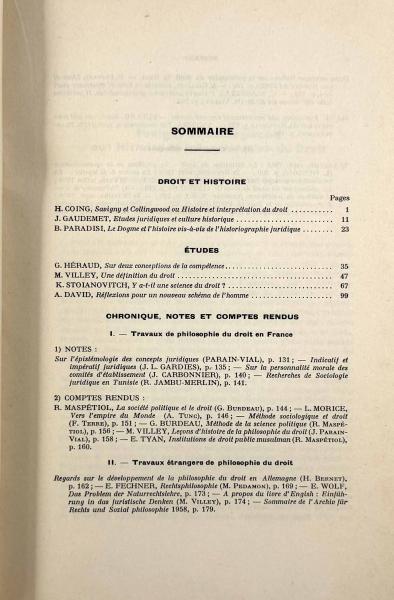 SOMMAIRE
DROIT ET HISTOIRE
Pages
H. COING, Savigny et Collingwood ou Histoire et interprétation du droit ........... 1
J. GAUDEMET, Etudes juridiques et culture historique ........................ 11
B. PARADISI, Le Dogme et l'histoire vis-à-vis de l'historiographie juridique ........ 23
ÉTUDES
G. HÉRAUD, Sur deux conceptions de la compétence............................ 35
M. VILLEY, Une définition du droit ........................................ 47
K. STOIANOVITCH, Y a-t-il une science du droit ? ............................ 67
A. DAVID, Réflexions pour un nouveau schéma de l'homme .................... 99
CHRONIQUE, NOTES ET COMPTES RENDUS
I. — Travaux de philosophie du droit en France
1) NOTES :
Sur l'épistémologie des concepts juridiques (PARAIN-VIAL), p. 131 ; — Indicatif et
impératif juridiques (J. L. GARDIES), p. 135 ; — Sur la personnalité morale des
comités d'établissement (J. CARBONNIER), p. 140 ; — Recherches de Sociologie
juridique en Tunisie (R. JAMBU-MERLIN), p. 141.
2) COMPTES RENDUS :
R. MASPÉTIOL, La société politique et le droit (G. BURDEAU), p. 144 ; — L. MORICE,
Vers l'empire du Monde (A. TUNC), p. 146 ; — Méthode sociologique et droit
(F. TERRE), p. 151 ; — G. BURDEAU, Méthode de la science politique (R. MASPÉ-
TIOL), p. 156 ; — M. VILLEY, Leçons d'histoire de la philosophie du droit (J. PARAIN-
VIAL), p. 158 ; — E. TYAN, Institutions de droit public musulman (R. MASPÉTIOL),
p. 160.
II. — Travaux étrangers de philosophie du droit
Regards sur le développement de la philosophie du droit en Allemagne (H. BERNET),
p. 162 ; — E. FECHNER, Rechtsphilosophie (M. PEDAMON), p. 169 ; — E. WOLF,
Das Problem der Naturrechtslehre, p. 173 ; — A propos du livre d'Engish : Einfüh-
rung in das juristische Denken (M. VILLEY), p. 174 ; — Sommaire de l'Archiv für
Rechts und Sozial philosophie 1958, p. 179.